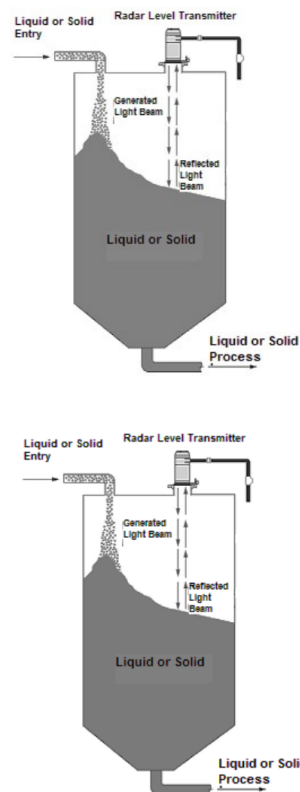 Radar Level Transmitter
Liquid or Solid
Entry
Generated
Light Beam
Reflected
Light
Beam
Liquid or Solid
Liquid or Solid
Process
Radar Level Transmitter
Liquid or Solid
Entry
Generated
Light Beam
Reflected
Light
Beam
Liquid or Solid
Liquid or Soli
Process